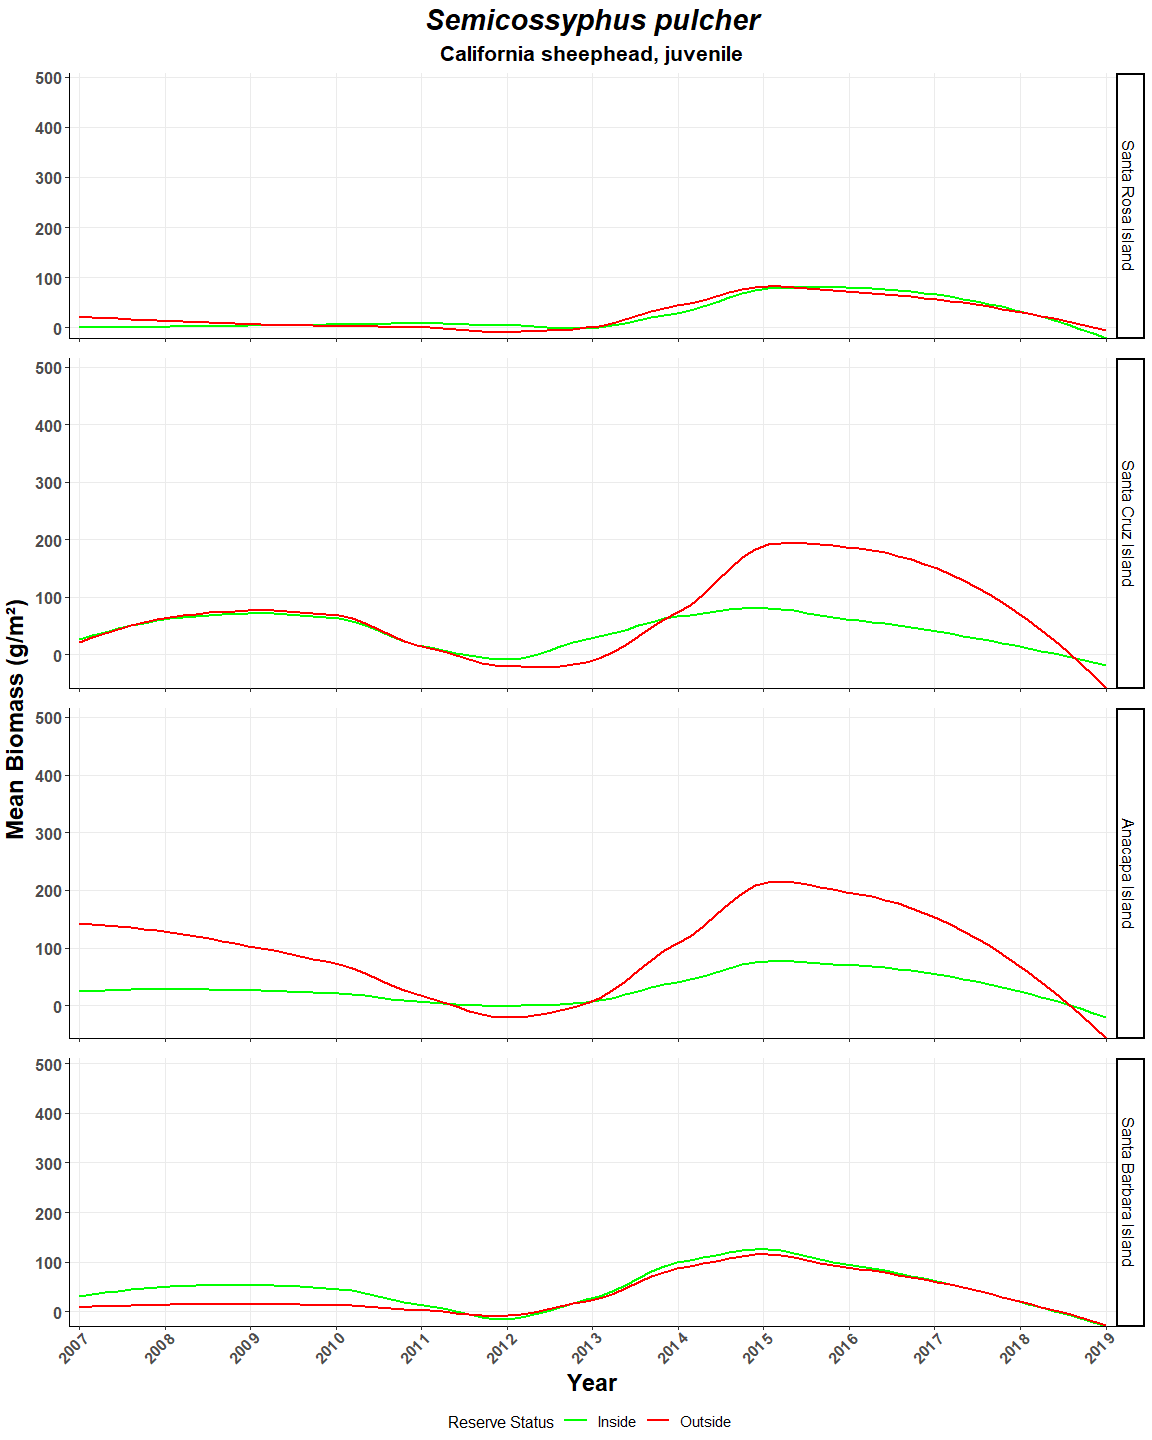 Semicossyphus pulcher
California sheephead, juvenile
Mean Biomass (g/m²)
500
400
300
200
100
0
Santa Rosa Island
500
400
300
200
100
0
Santa Cruz Island
500
400
300
200
100
0
Anacapa Island
500
400
300
200
100
0
Santa Barbara Island
2007 2008 2009 2010 2011 2012 2013 2014 2015 2016 2017 2018 2019
Year
Reserve Status Inside Outside